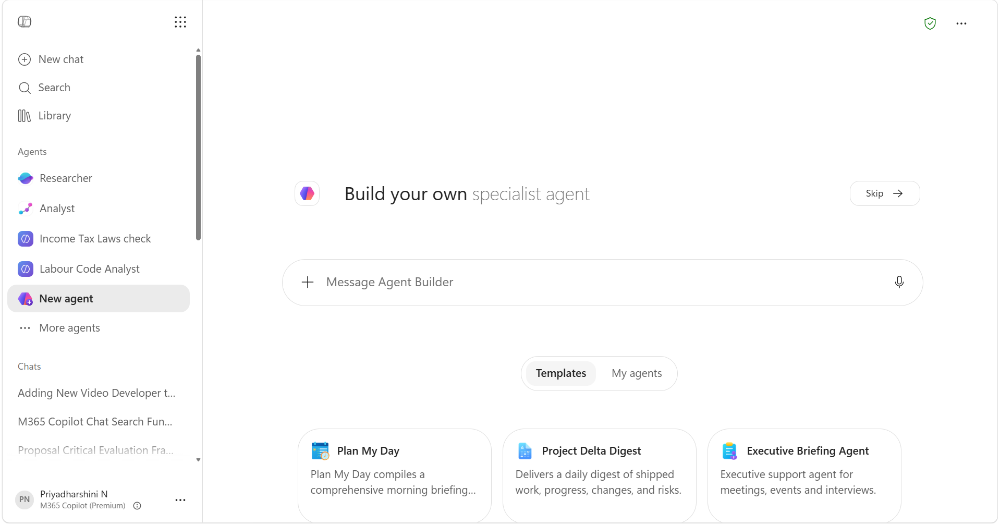 New chat
Search
Library
Agents
Researcher
Analyst
Income Tax Laws check
Labour Code Analyst
New agent
More agents
Chats
Adding New Video Developer t...
M365 Copilot Chat Search Fun...
Proposal Critical Evaluation Fra...
PN
Priyadharshini N
M365 Copilot (Premium)
Build your own specialist agent
Skip
Message Agent Builder
Templates
My agents
Plan My Day
Plan My Day compiles a
comprehensive morning briefing...
Project Delta Digest
Delivers a daily digest of shipped
work, progress, changes, and risks.
Executive Briefing Agent
Executive support agent for
meetings, events and interviews.